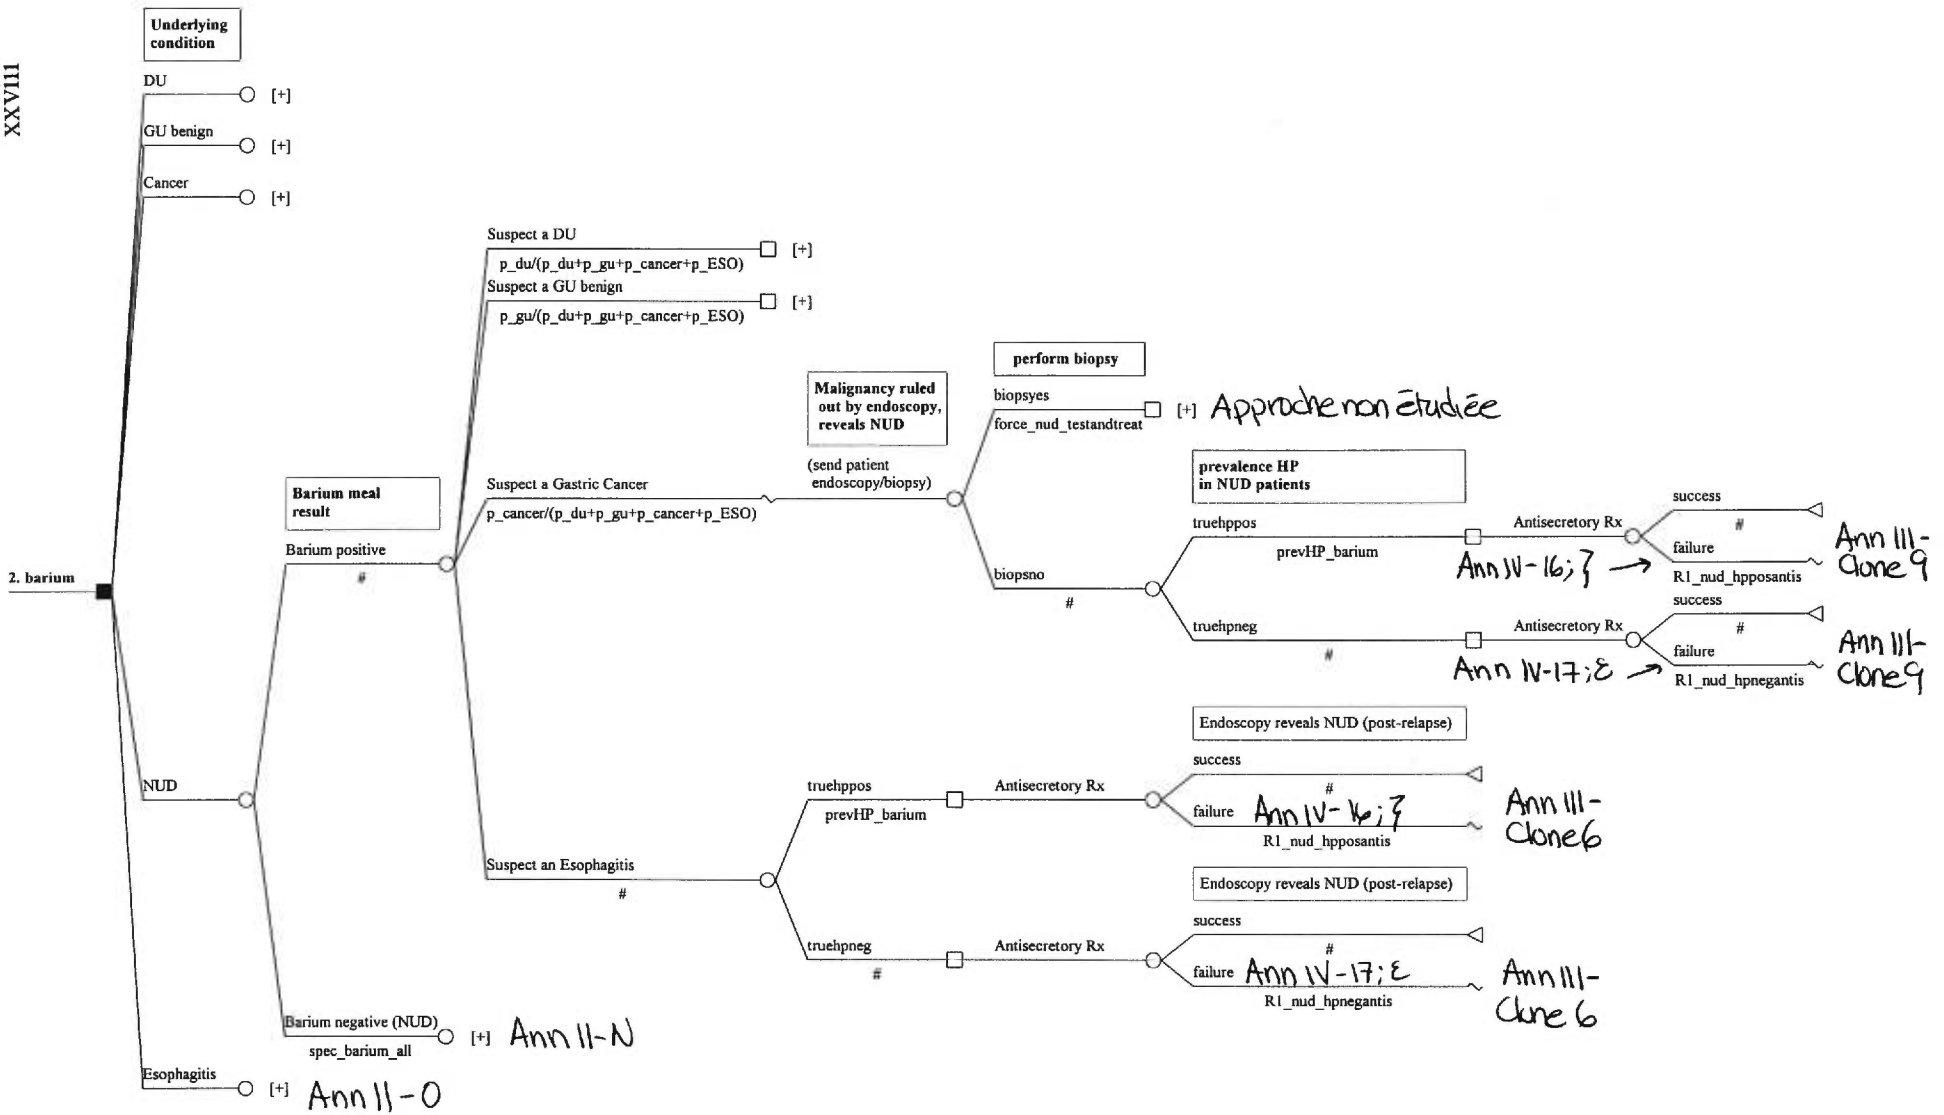 XXVIII
Underlying
condition
DU
[+]
GU benign
[+]
Cancer
[+]
Suspect a DU
[+]
p_du/(p_du+p_gu+p_cancer+p_ESO)
Suspect a GU benign
[+]
p_gu/(p_du+p_gu+p_cancer+p_ESO)
perform biopsy
Malignancy ruled
out by endoscopy,
reveals NUD
biopsyes
[+] Approche non étudiée
force_nud_testandtreat
(send patient
endoscopy/biopsy)
prevalence HP
in NUD patients
Barium meal
result
Suspect a Gastric Cancer
p_cancer/(p_du+p_gu+p_cancer+p_ESO)
success
#
truehppos
Antisecretory Rx
prevHP_barium
Ann IV-16;
failure
R1_nud_hpposantis
Ann III-
Clone 9
Barium positive
#
2. barium
biopsno
#
success
#
truehpneg
Antisecretory Rx
#
Ann IV-17; ε
failure
R1_nud_hpnegantis
Ann III-
Clone 9
Endoscopy reveals NUD (post-relapse)
success
#
NUD
truehppos
Antisecretory Rx
prevHP_barium
failure Ann IV-16;
R1_nud_hpposantis
Ann III-
Clone 6
Suspect an Esophagitis
#
Endoscopy reveals NUD (post-relapse)
success
#
truehpneg
Antisecretory Rx
#
failure Ann IV-17; ε
R1_nud_hpnegantis
Ann III-
Clone 6
Barium negative (NUD)
[+] Ann II-N
spec_barium_all
Esophagitis
[+] Ann II-O